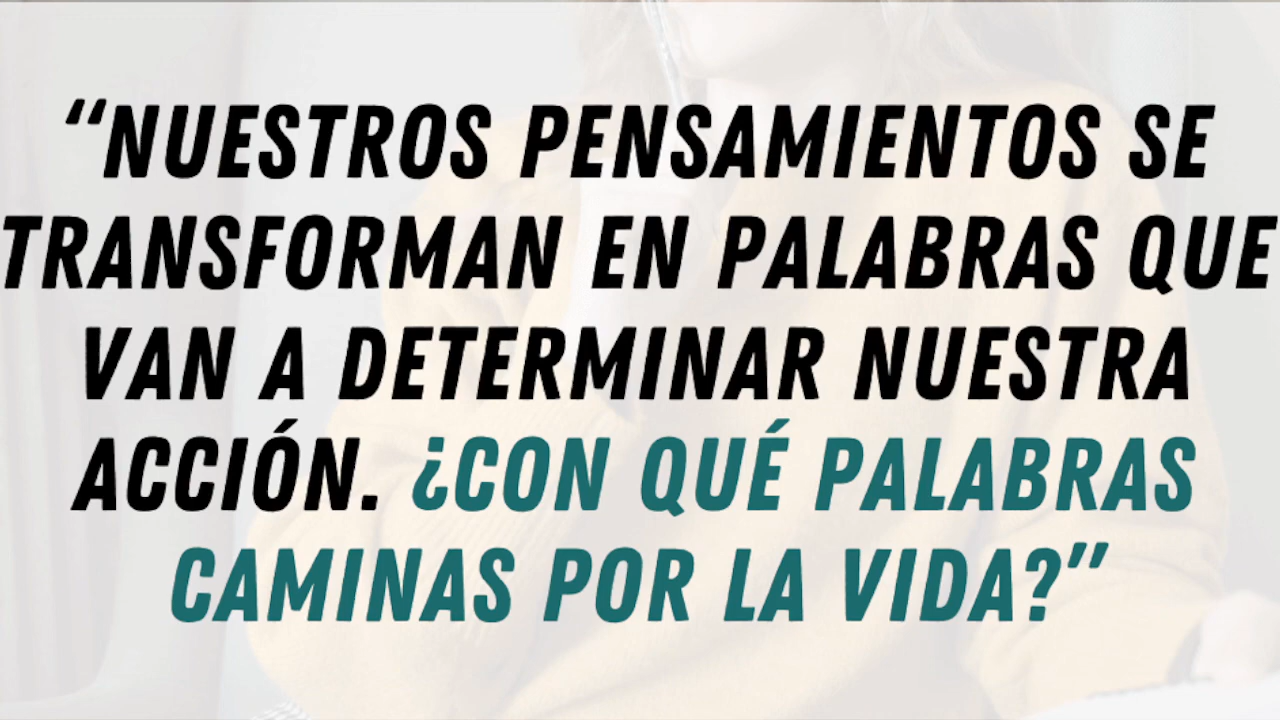 “NUESTROS PENSAMIENTOS SE
TRANSFORMAN EN PALABRAS QUE
VAN A DETERMINAR NUESTRA
ACCIÓN. ¿CON QUÉ PALABRAS
CAMINAS POR LA VIDA?”